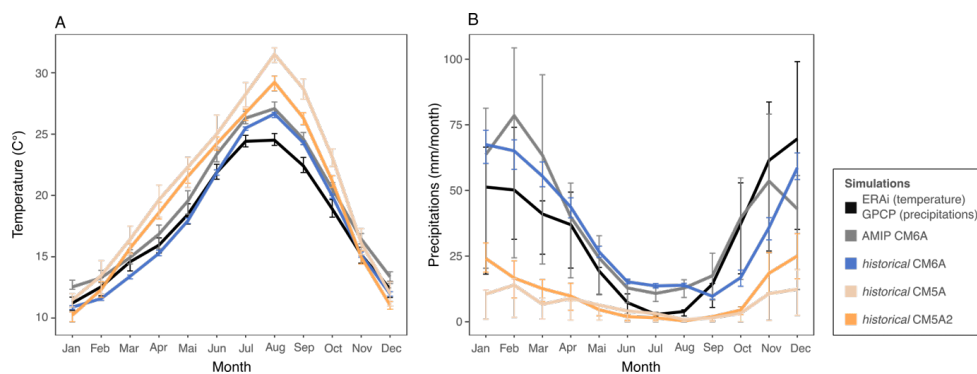 A
Temperature (C°)
30
25
20
15
10
Jan Feb Mar Apr Mai Jun Jul Aug Sep Oct Nov Dec
Month
B
Precipitations (mm/month)
100
75
50
25
0
Jan Feb Mar Apr Mai Jun Jul Aug Sep Oct Nov Dec
Month
Simulations
ERAi (temperature)
GPCP (precipitations)
AMIP CM6A
historical CM6A
historical CM5A
historical CM5A2